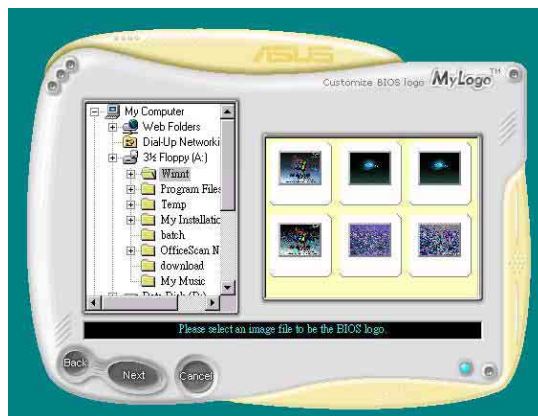 ASUS
Customize BIOS logo MyLogo™
My Computer
Web Folders
Dial-Up Networki
3½ Floppy (A:)
Winnt
Program Files
Temp
My Installatic
batch
OfficeScan N
download
My Music
Please select an image file to be the BIOS logo.
Back
Next
Cancel